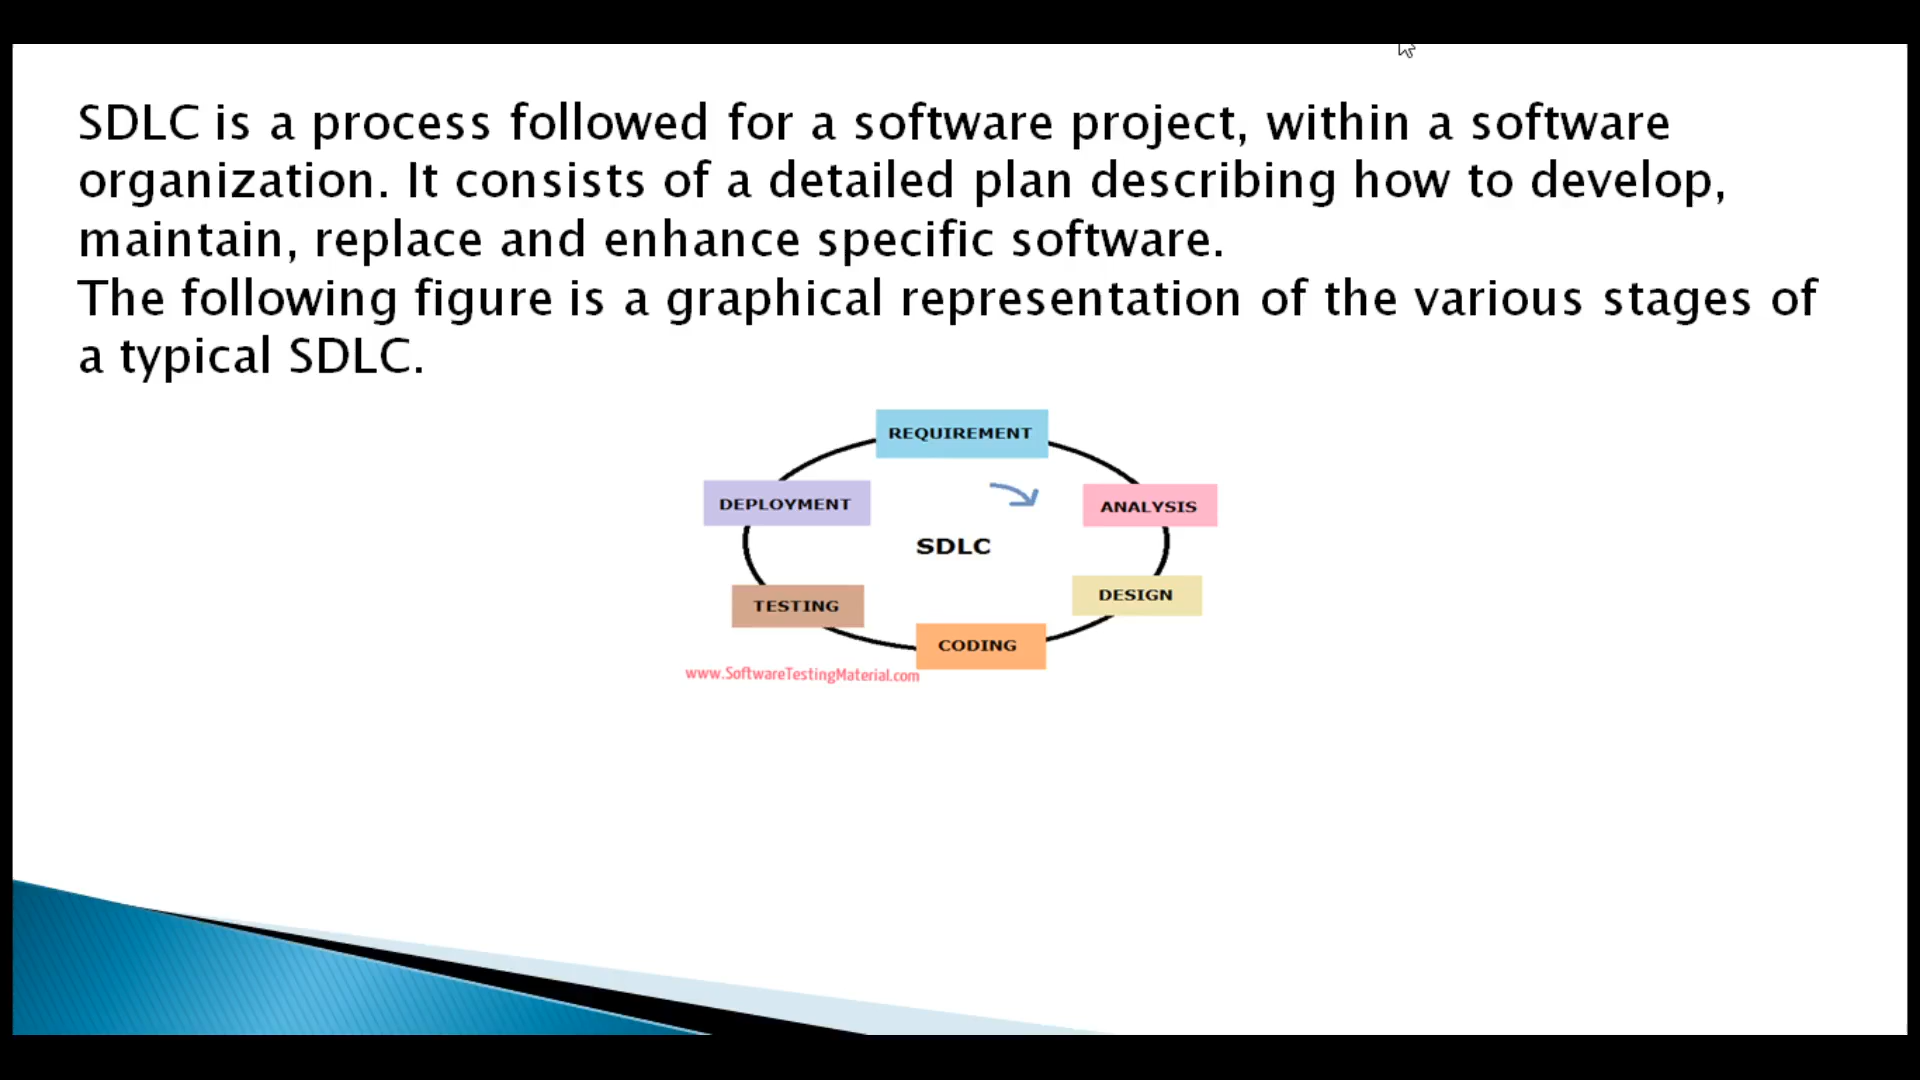 SDLC is a process followed for a software project, within a software
organization. It consists of a detailed plan describing how to develop,
maintain, replace and enhance specific software.
The following figure is a graphical representation of the various stages of
a typical SDLC.
REQUIREMENT
DEPLOYMENT
ANALYSIS
SDLC
DESIGN
TESTING
CODING
www.SoftwareTestingMaterial.com